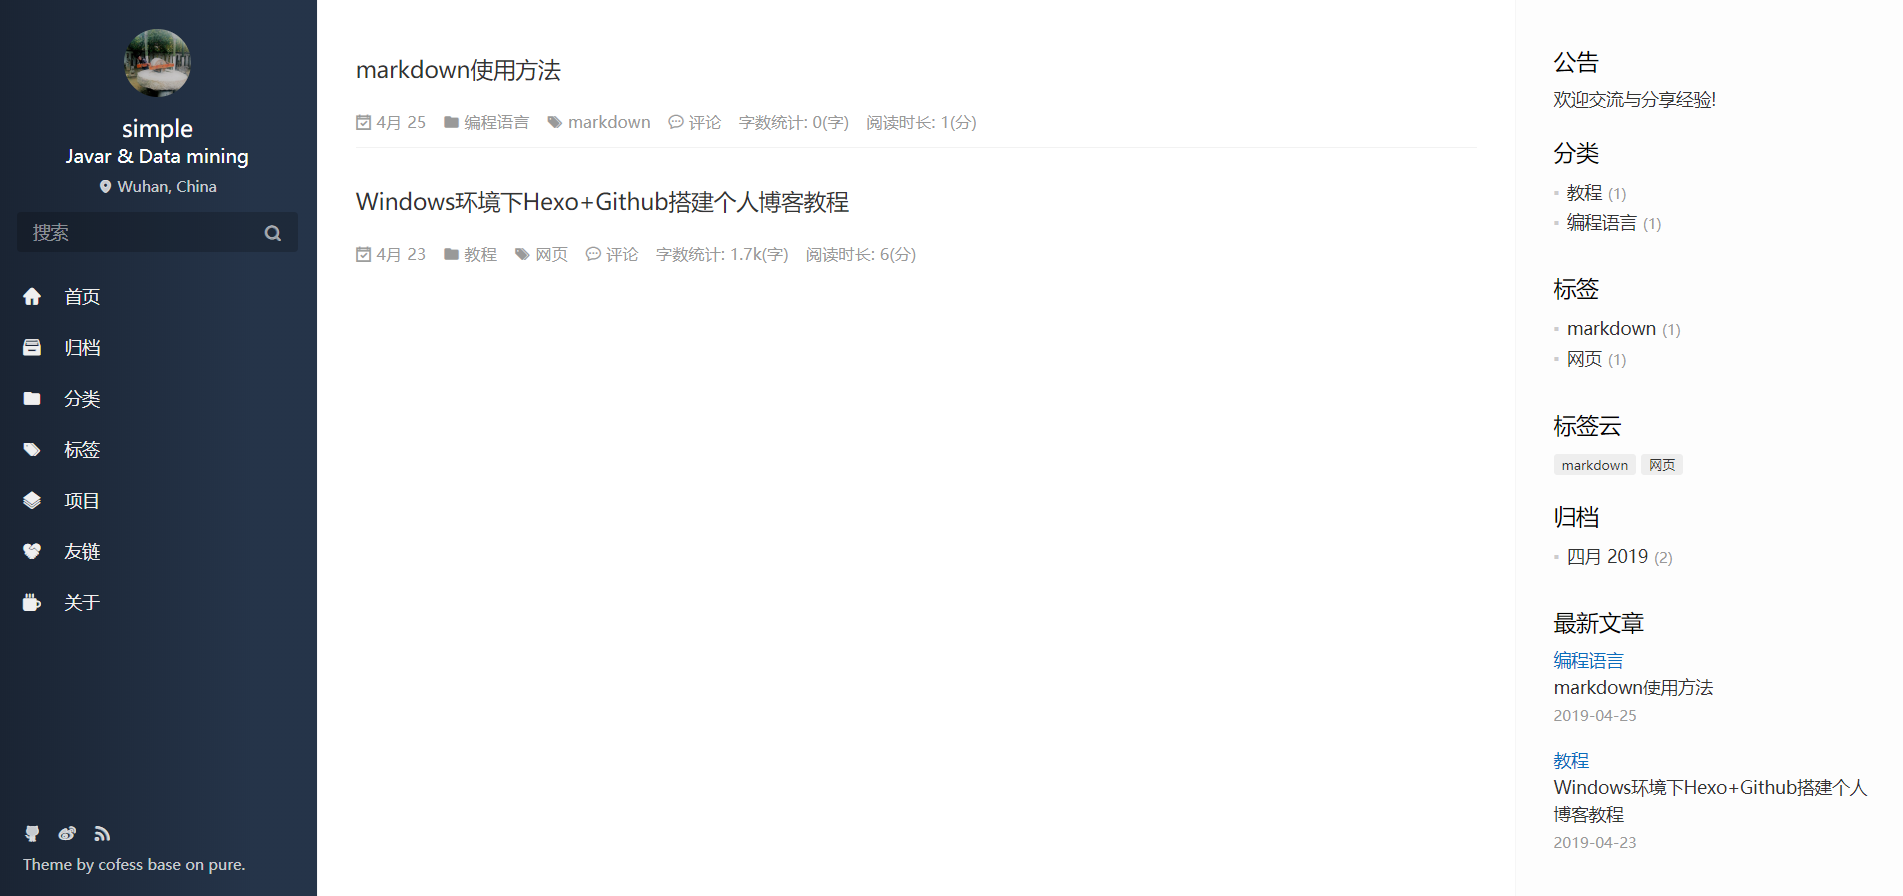 simple
Javar & Data mining
Wuhan, China
搜索
首页
归档
分类
标签
项目
友链
关于
Theme by cofess base on pure.
markdown使用方法
4月 25 编程语言 markdown 评论 字数统计: 0(字) 阅读时长: 1(分)
Windows环境下Hexo+Github搭建个人博客教程
4月 23 教程 网页 评论 字数统计: 1.7k(字) 阅读时长: 6(分)
公告
欢迎交流与分享经验!
分类
教程 (1)
编程语言 (1)
标签
markdown (1)
网页 (1)
标签云
markdown 网页
归档
四月 2019 (2)
最新文章
编程语言
markdown使用方法
2019-04-25
教程
Windows环境下Hexo+Github搭建个人
博客教程
2019-04-23